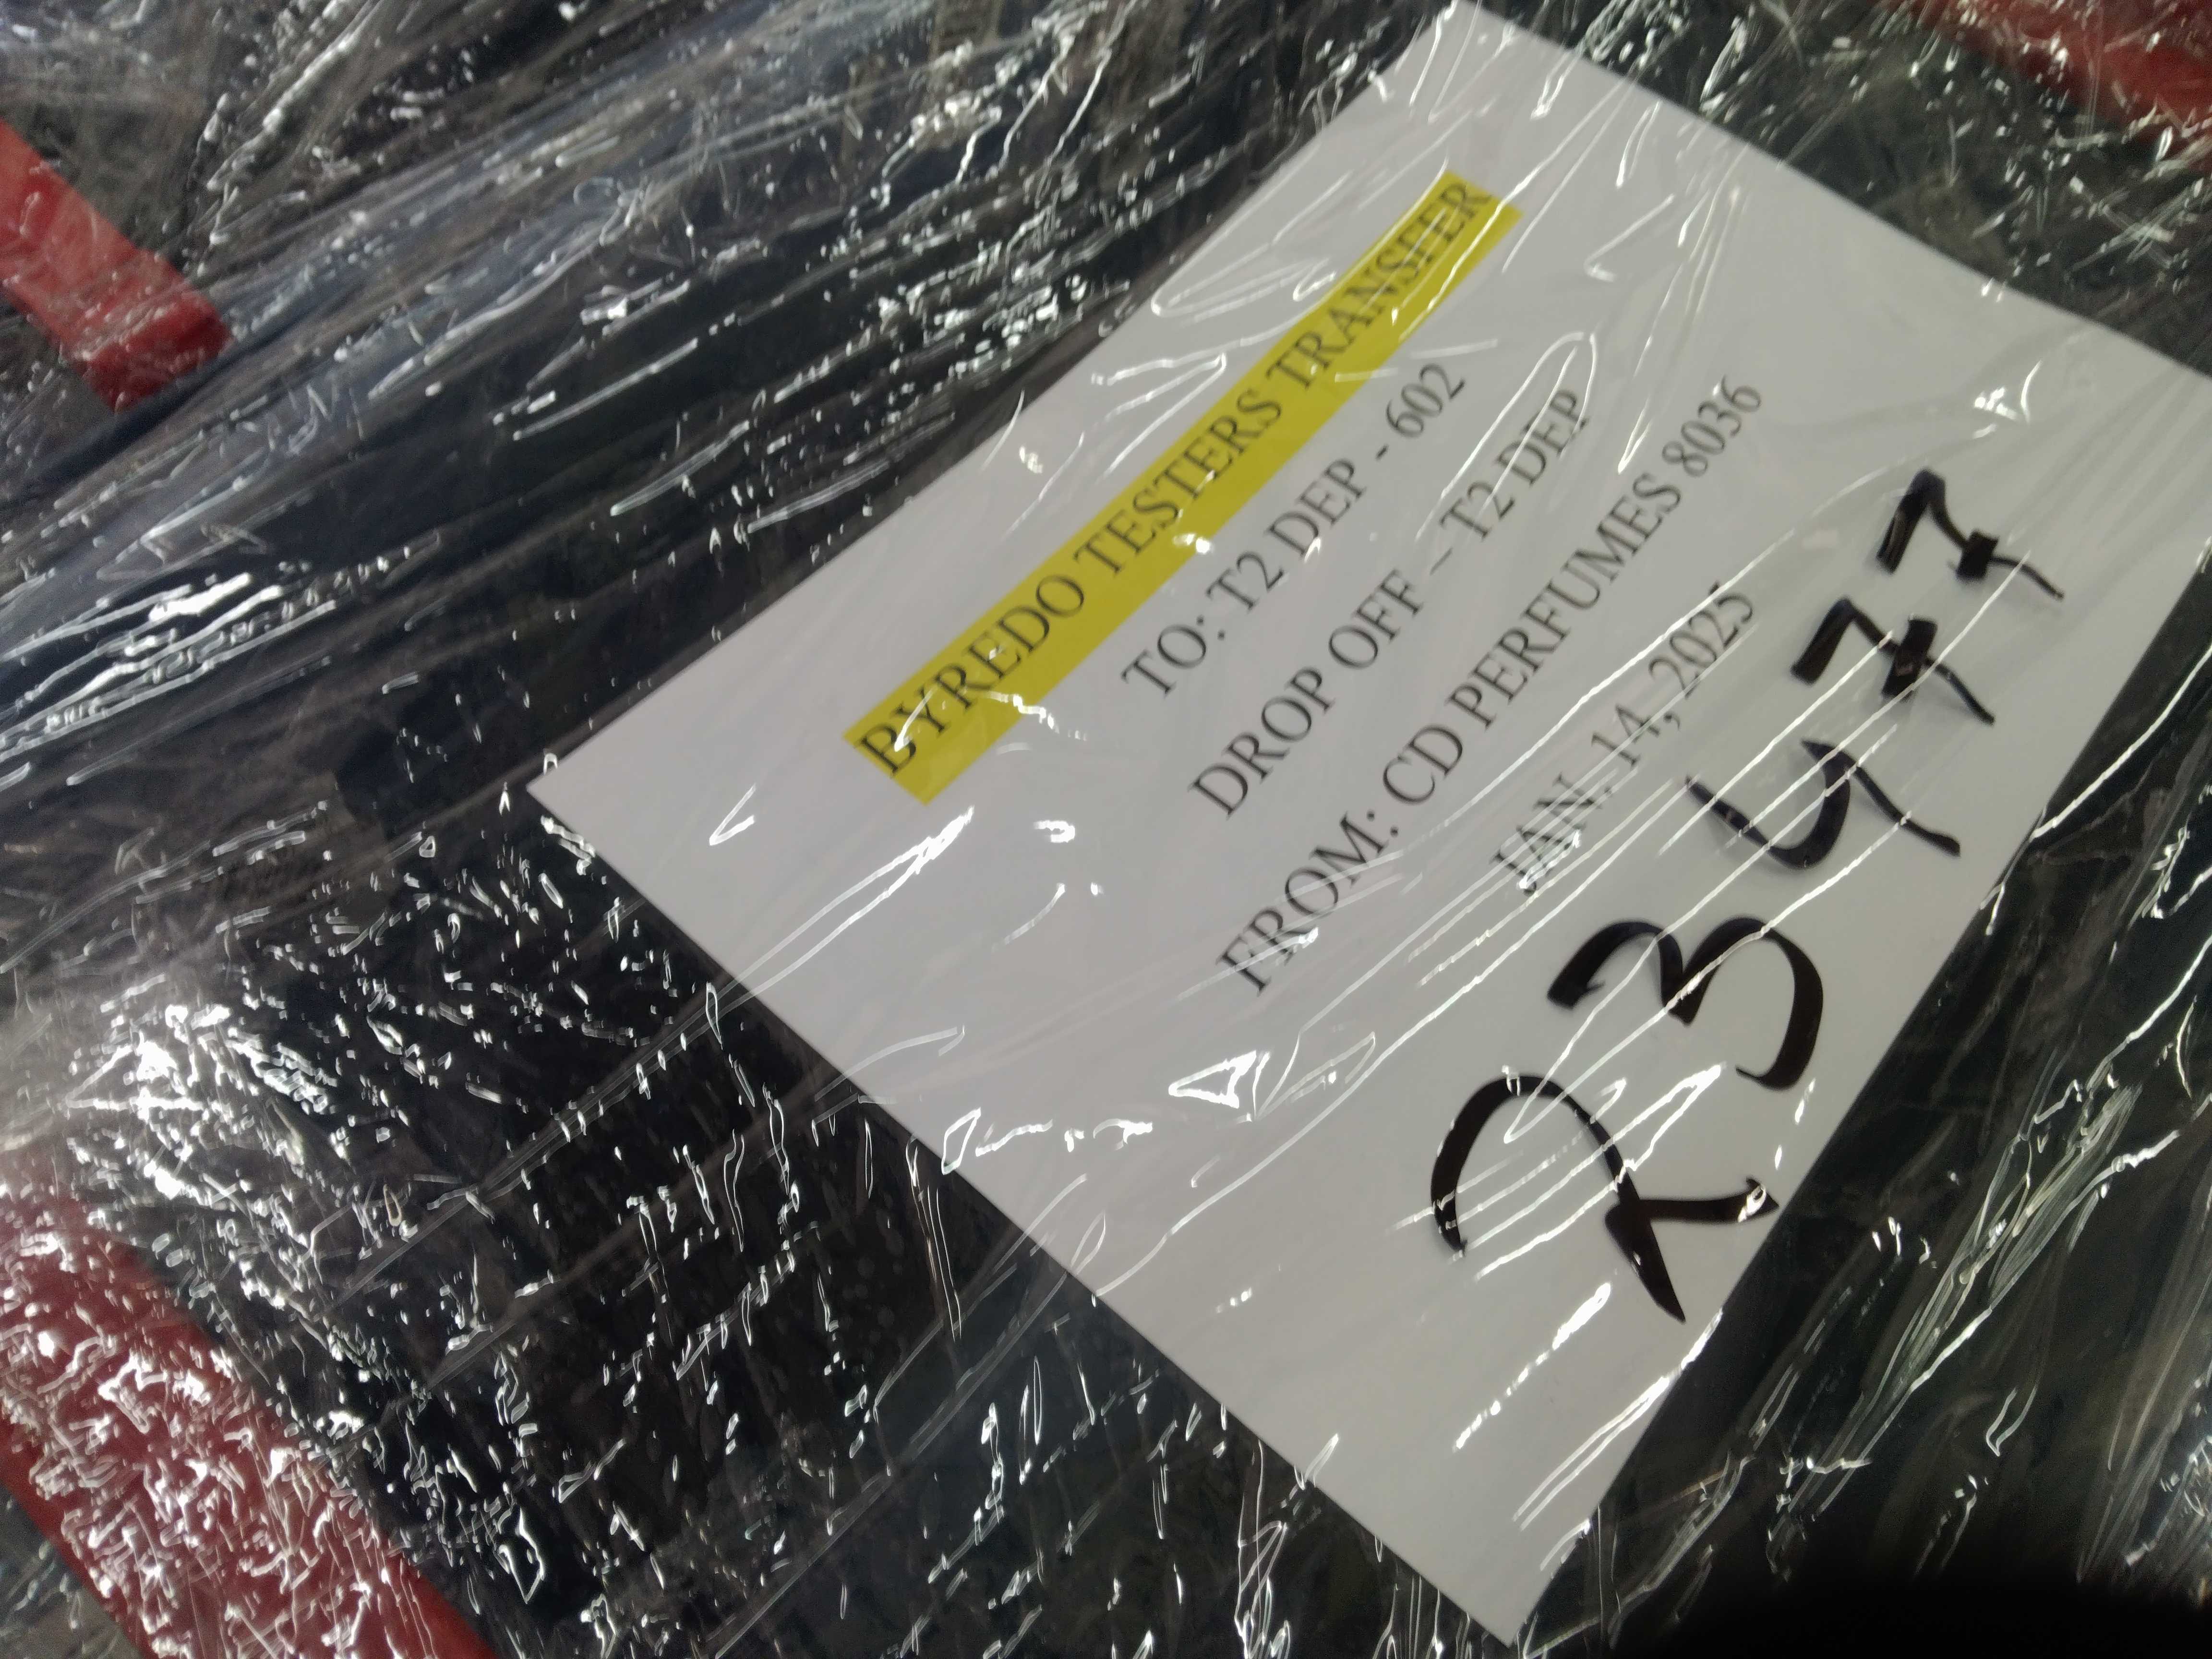 BYREDO TESTERS TRANSFER
TO: T2 DEP - 602
DROP OFF – T2 DEP
FROM: CD PERFUMES 8036
JAN. 14, 2025
23477